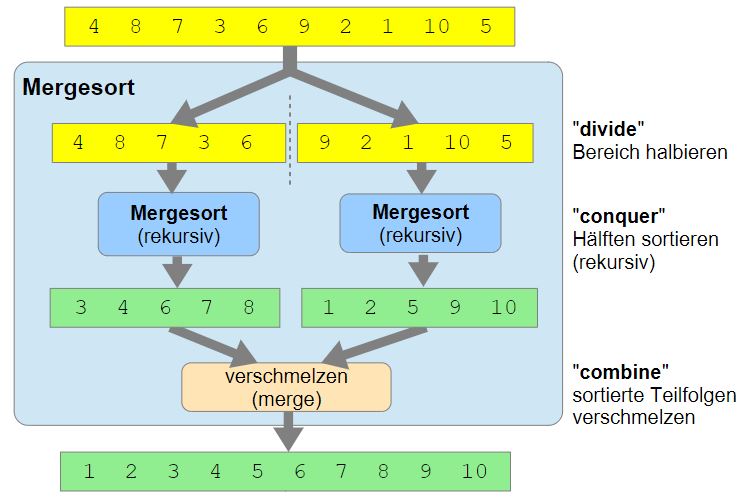 4 8 7 3 6 9 2 1 10 5
Mergesort
4 8 7 3 6
9 2 1 10 5
"divide"
Bereich halbieren
Mergesort
(rekursiv)
Mergesort
(rekursiv)
"conquer"
Hälften sortieren
(rekursiv)
3 4 6 7 8
1 2 5 9 10
verschmelzen
(merge)
"combine"
sortierte Teilfolgen
verschmelzen
1 2 3 4 5 6 7 8 9 10